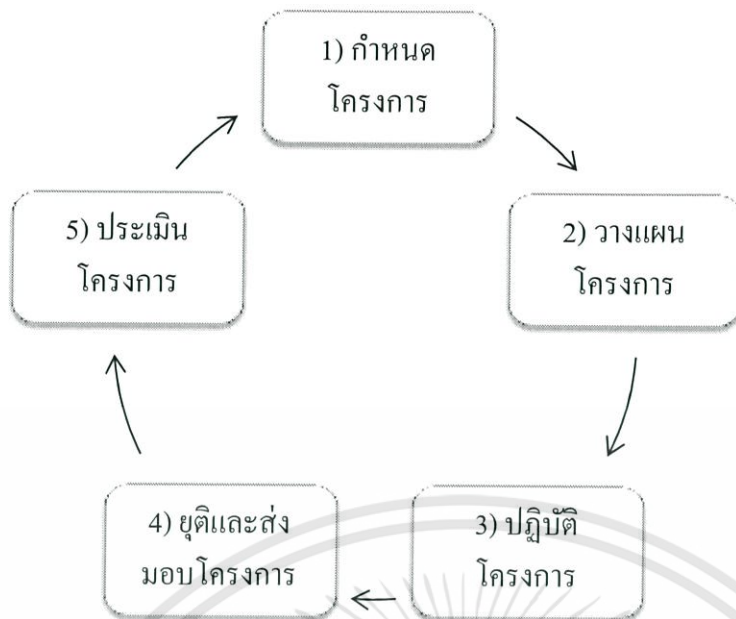 1) กำหนด
โครงการ
2) วางแผน
โครงการ
3) ปฏิบัติ
โครงการ
4) ยุติและส่ง
มอบโครงการ
5) ประเมิน
โครงการ